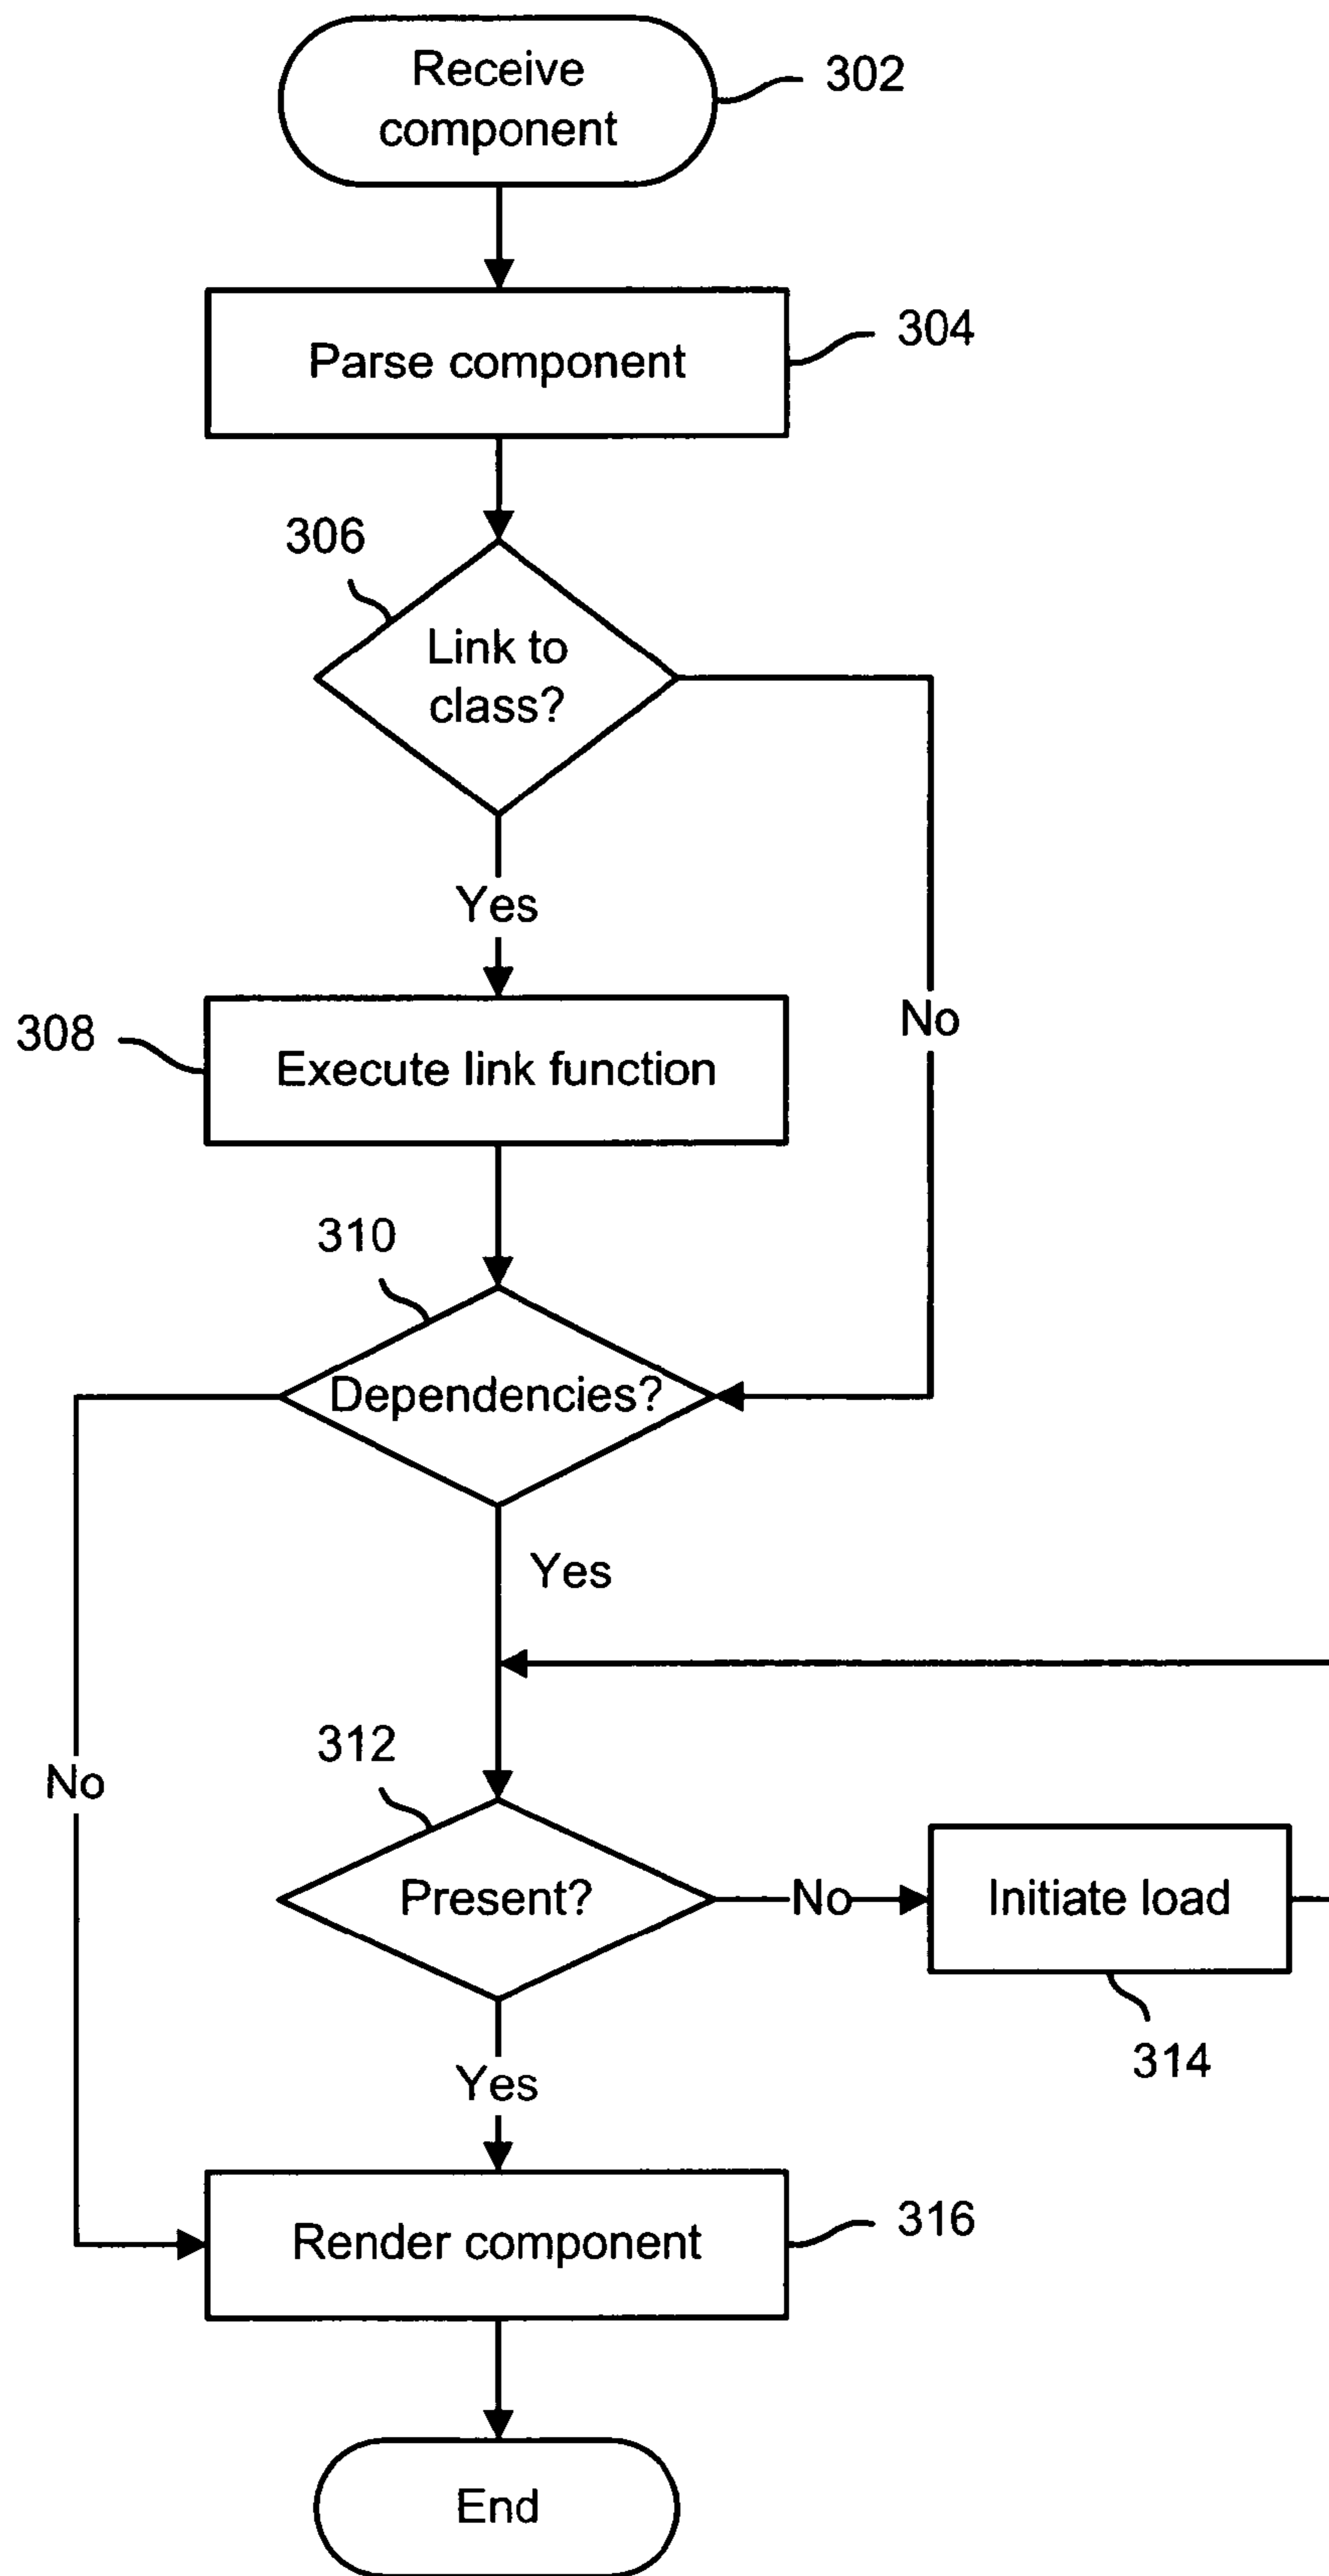 Receive
component
302
Parse component
304
306
Link to
class?
Yes
No
308
Execute link function
310
Dependencies?
Yes
No
312
Present?
No
Initiate load
314
Yes
Render component
316
End